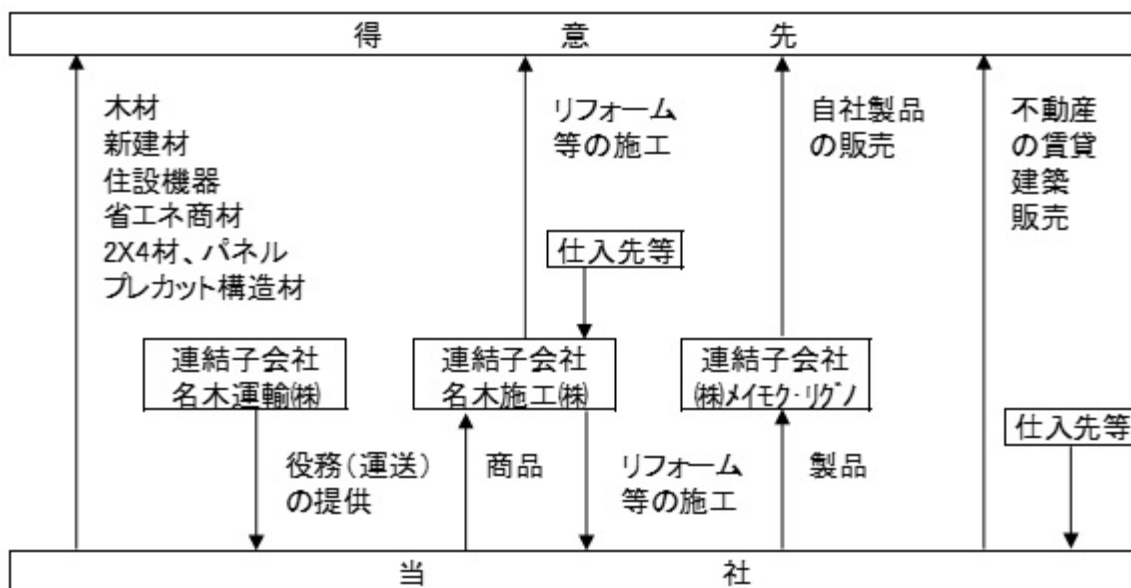 得意先
木材
新建材
住設機器
省エネ商材
2X4材、パネル
プレカット構造材
リフォーム
等の施工
自社製品
の販売
不動産
の賃貸
建築
販売
仕入先等
連結子会社
名木運輸㈱
連結子会社
名木施工㈱
連結子会社
㈱ﾒｲﾓｸ･ﾘｸﾞﾉ
仕入先等
役務（運送）
の提供
商品
リフォーム
等の施工
製品
当社